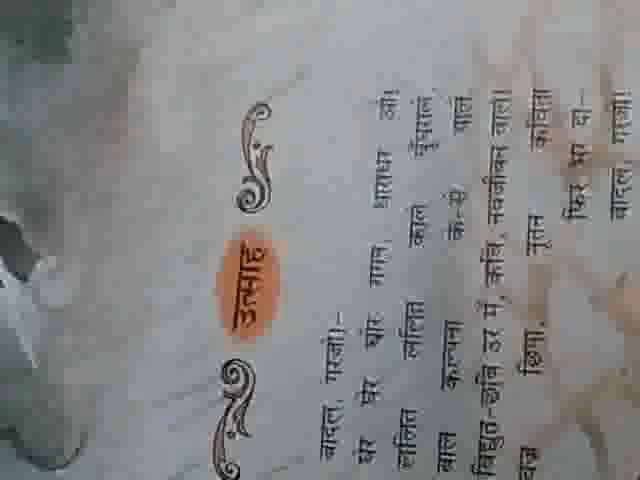 उत्साह
बादल, गरजो!–
घेर घेर घोर गगन, धाराधर ओ!
ललित ललित काले घुँघराले,
बाल कल्पना के-से पाले
विद्युत-छबि उर में, कवि, नवजीवन वाले!
वज्र छिपा, नूतन कविता
फिर भर दो–
बादल, गरजो!